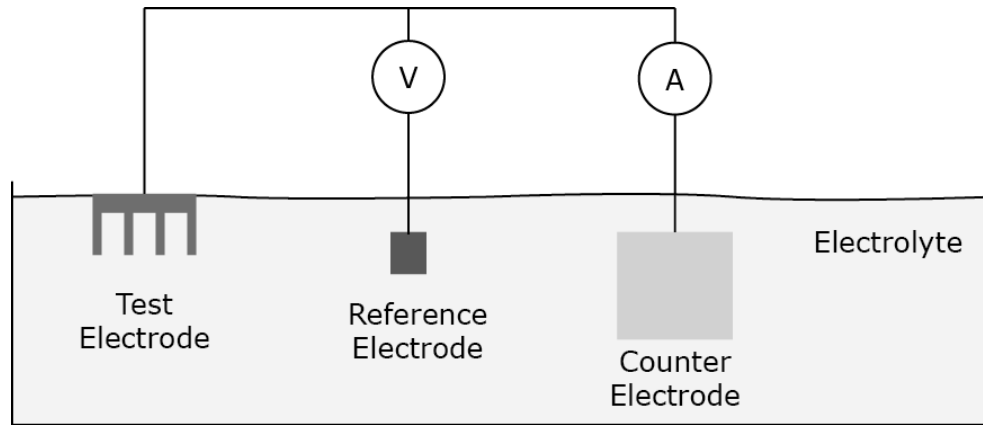 V
A
Electrolyte
Test
Electrode
Reference
Electrode
Counter
Electrode